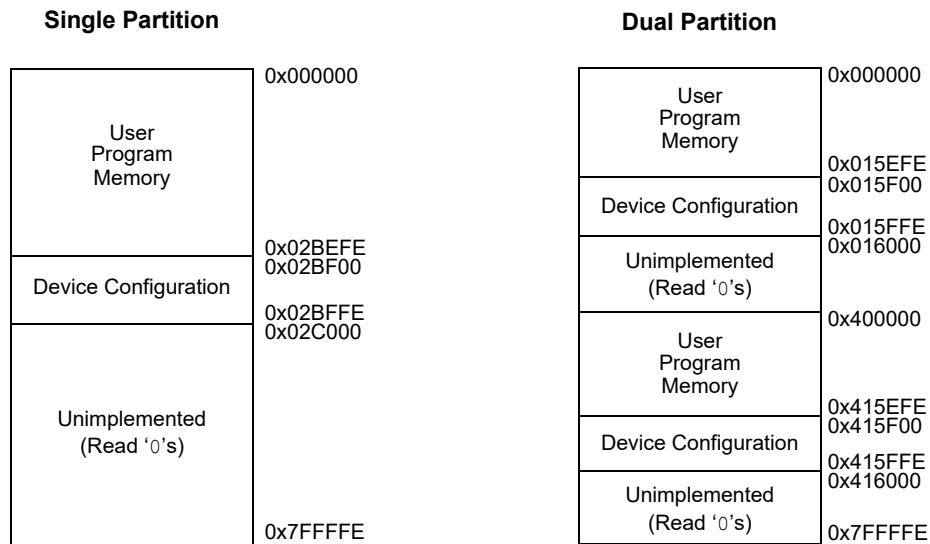 Single Partition
0x000000
User
Program
Memory
0x02BEFE
0x02BF00
Device Configuration
0x02BFFE
0x02C000
Unimplemented
(Read ‘0’s)
0x7FFFFE
Dual Partition
0x000000
User
Program
Memory
0x015EFE
0x015F00
Device Configuration
0x015FFE
0x016000
Unimplemented
(Read ‘0’s)
0x400000
User
Program
Memory
0x415EFE
0x415F00
Device Configuration
0x415FFE
0x416000
Unimplemented
(Read ‘0’s)
0x7FFFFE